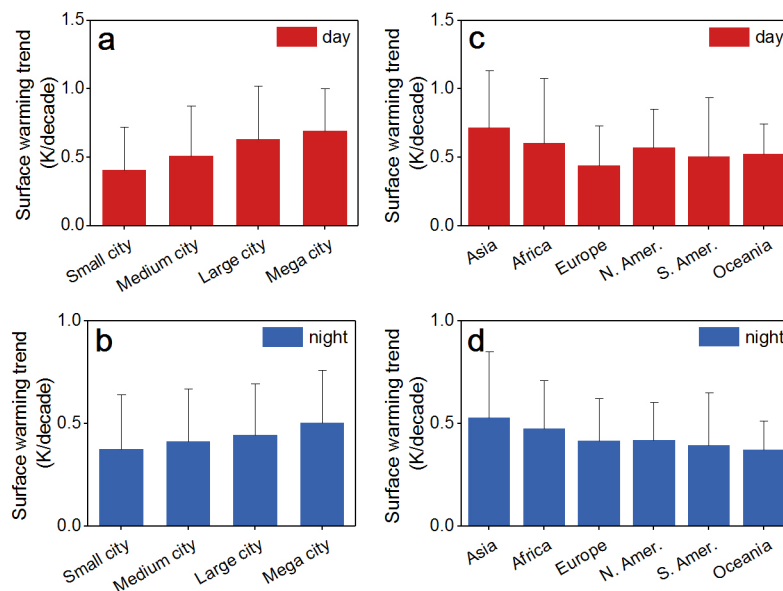 a
day
Surface warming trend
(K/decade)
1.5
1.0
0.5
0.0
Small city
Medium city
Large city
Mega city
c
day
Surface warming trend
(K/decade)
1.5
1.0
0.5
0.0
Asia
Africa
Europe
N. Amer.
S. Amer.
Oceania
b
night
Surface warming trend
(K/decade)
1.0
0.5
0.0
Small city
Medium city
Large city
Mega city
d
night
Surface warming trend
(K/decade)
1.0
0.5
0.0
Asia
Africa
Europe
N. Amer.
S. Amer.
Oceania